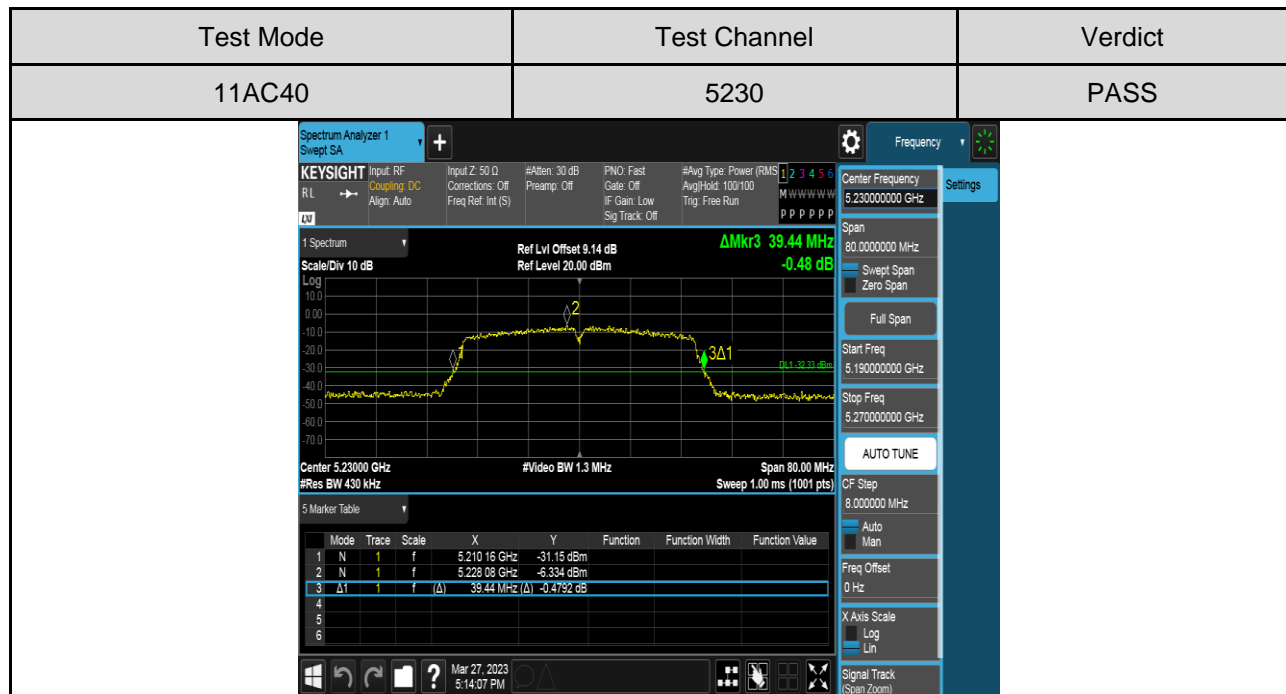 Test Mode Test Channel Verdict
11AC40 5230 PASS
Spectrum Analyzer 1
Swept SA
+
Frequency
KEYSIGHT
RL
LXI
Input: RF
Coupling: DC
Align: Auto
Input Z: 50 Ω
Corrections: Off
Freq Ref: Int (S)
#Atten: 30 dB
Preamp: Off
PNO: Fast
Gate: Off
IF Gain: Low
Sig Track: Off
#Avg Type: Power (RMS
Avg|Hold: 100/100
Trig: Free Run
1 2 3 4 5 6
M W W W W W
P P P P P P
1 Spectrum
Scale/Div 10 dB
Ref Lvl Offset 9.14 dB
Ref Level 20.00 dBm
ΔMkr3 39.44 MHz
-0.48 dB
Log
10.0
0.00
-10.0
-20.0
-30.0
-40.0
-50.0
-60.0
-70.0
1
2
3Δ1
DL1 -32.33 dBm
Center 5.23000 GHz #Video BW 1.3 MHz Span 80.00 MHz
#Res BW 430 kHz Sweep 1.00 ms (1001 pts)
5 Marker Table
Mode Trace Scale X Y Function Function Width Function Value
1 N 1 f 5.210 16 GHz -31.15 dBm
2 N 1 f 5.228 08 GHz -6.334 dBm
3 Δ1 1 f (Δ) 39.44 MHz (Δ) -0.4792 dB
4
5
6
?
Mar 27, 2023
5:14:07 PM
Settings
Center Frequency
5.230000000 GHz
Span
80.0000000 MHz
Swept Span
Zero Span
Full Span
Start Freq
5.190000000 GHz
Stop Freq
5.270000000 GHz
AUTO TUNE
CF Step
8.000000 MHz
Auto
Man
Freq Offset
0 Hz
X Axis Scale
Log
Lin
Signal Track
(Span Zoom)